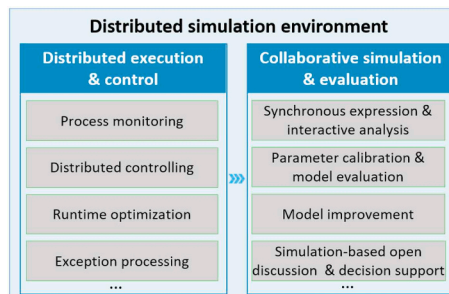 Distributed simulation environment
Distributed execution
& control
Process monitoring
Distributed controlling
Runtime optimization
Exception processing
...
Collaborative simulation
& evaluation
Synchronous expression &
interactive analysis
Parameter calibration &
model evaluation
Model improvement
Simulation-based open
discussion & decision support
...